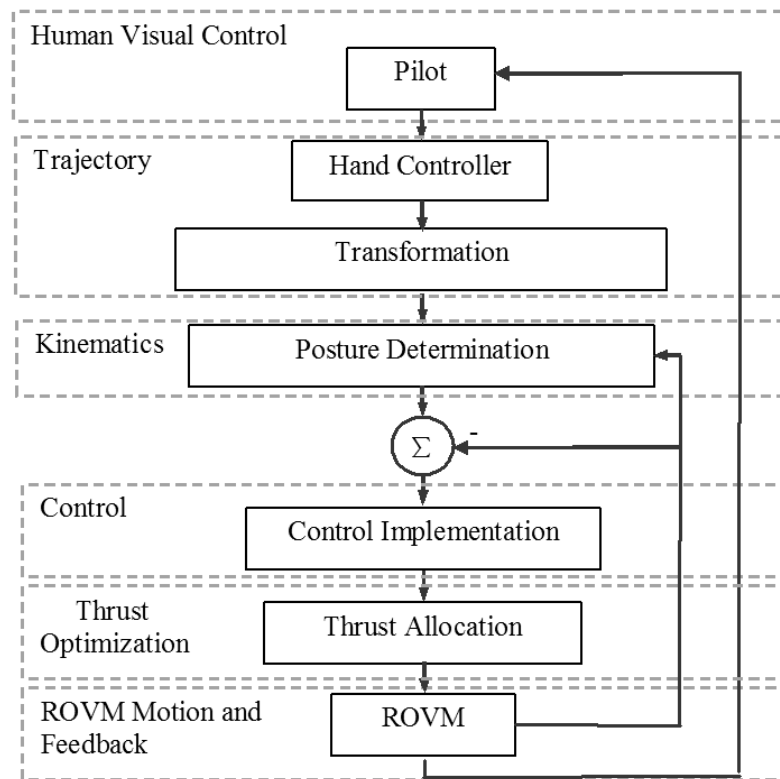 Human Visual Control
Pilot
Trajectory
Hand Controller
Transformation
Kinematics
Posture Determination
Σ
-
Control
Control Implementation
Thrust
Optimization
Thrust Allocation
ROVM Motion and
Feedback
ROVM